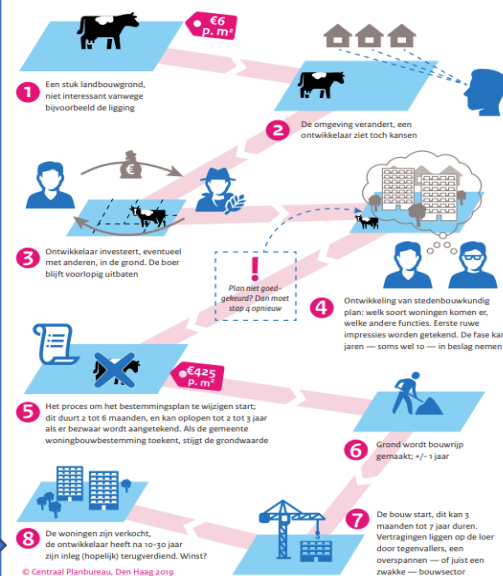 €6
p. m²
1
Een stuk landbouwgrond,
niet interessant vanwege
bijvoorbeeld de ligging
2
De omgeving verandert, een
ontwikkelaar ziet toch kansen
€
3
Ontwikkelaar investeert, eventueel
met anderen, in de grond. De boer
blijft voorlopig uitbaten
!
Plan niet goed-
gekeurd? Dan moet
stap 4 opnieuw
4
Ontwikkeling van stedenbouwkundig
plan: welk soort woningen komen er,
welke andere functies. Eerste ruwe
impressies worden getekend. De fase kan
jaren — soms wel 10 — in beslag nemen
€425
p. m²
5
Het proces om het bestemmingsplan te wijzigen start;
dit duurt 2 tot 6 maanden, en kan oplopen tot 2 tot 3 jaar
als er bezwaar wordt aangetekend. Als de gemeente
woningbouwbestemming toekent, stijgt de grondwaarde
6
Grond wordt bouwrijp
gemaakt; +/- 1 jaar
7
De bouw start, dit kan 3
maanden tot 7 jaar duren.
Vertragingen liggen op de loer
door tegenvallers, een
overspannen — of juist een
zwakke — bouwsector
8
De woningen zijn verkocht,
de ontwikkelaar heeft na 10-30 jaar
zijn inleg (hopelijk) terugverdiend. Winst?
© Centraal Planbureau, Den Haag 2019